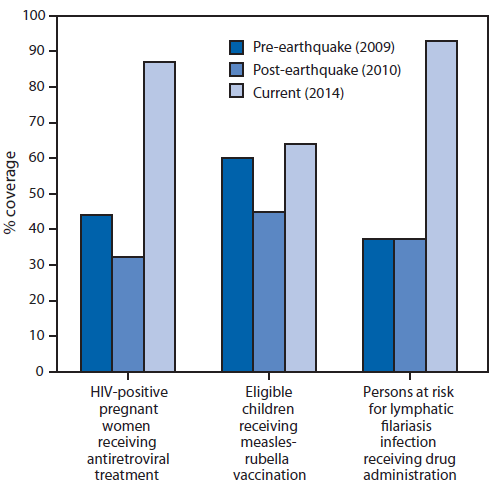 100
90
80
70
60
50
40
30
20
10
0
% coverage
Pre-earthquake (2009)
Post-earthquake (2010)
Current (2014)
HIV-positive
pregnant
women
receiving
antiretroviral
treatment
Eligible
children
receiving
measles-
rubella
vaccination
Persons at risk
for lymphatic
filariasis
infection
receiving drug
administration